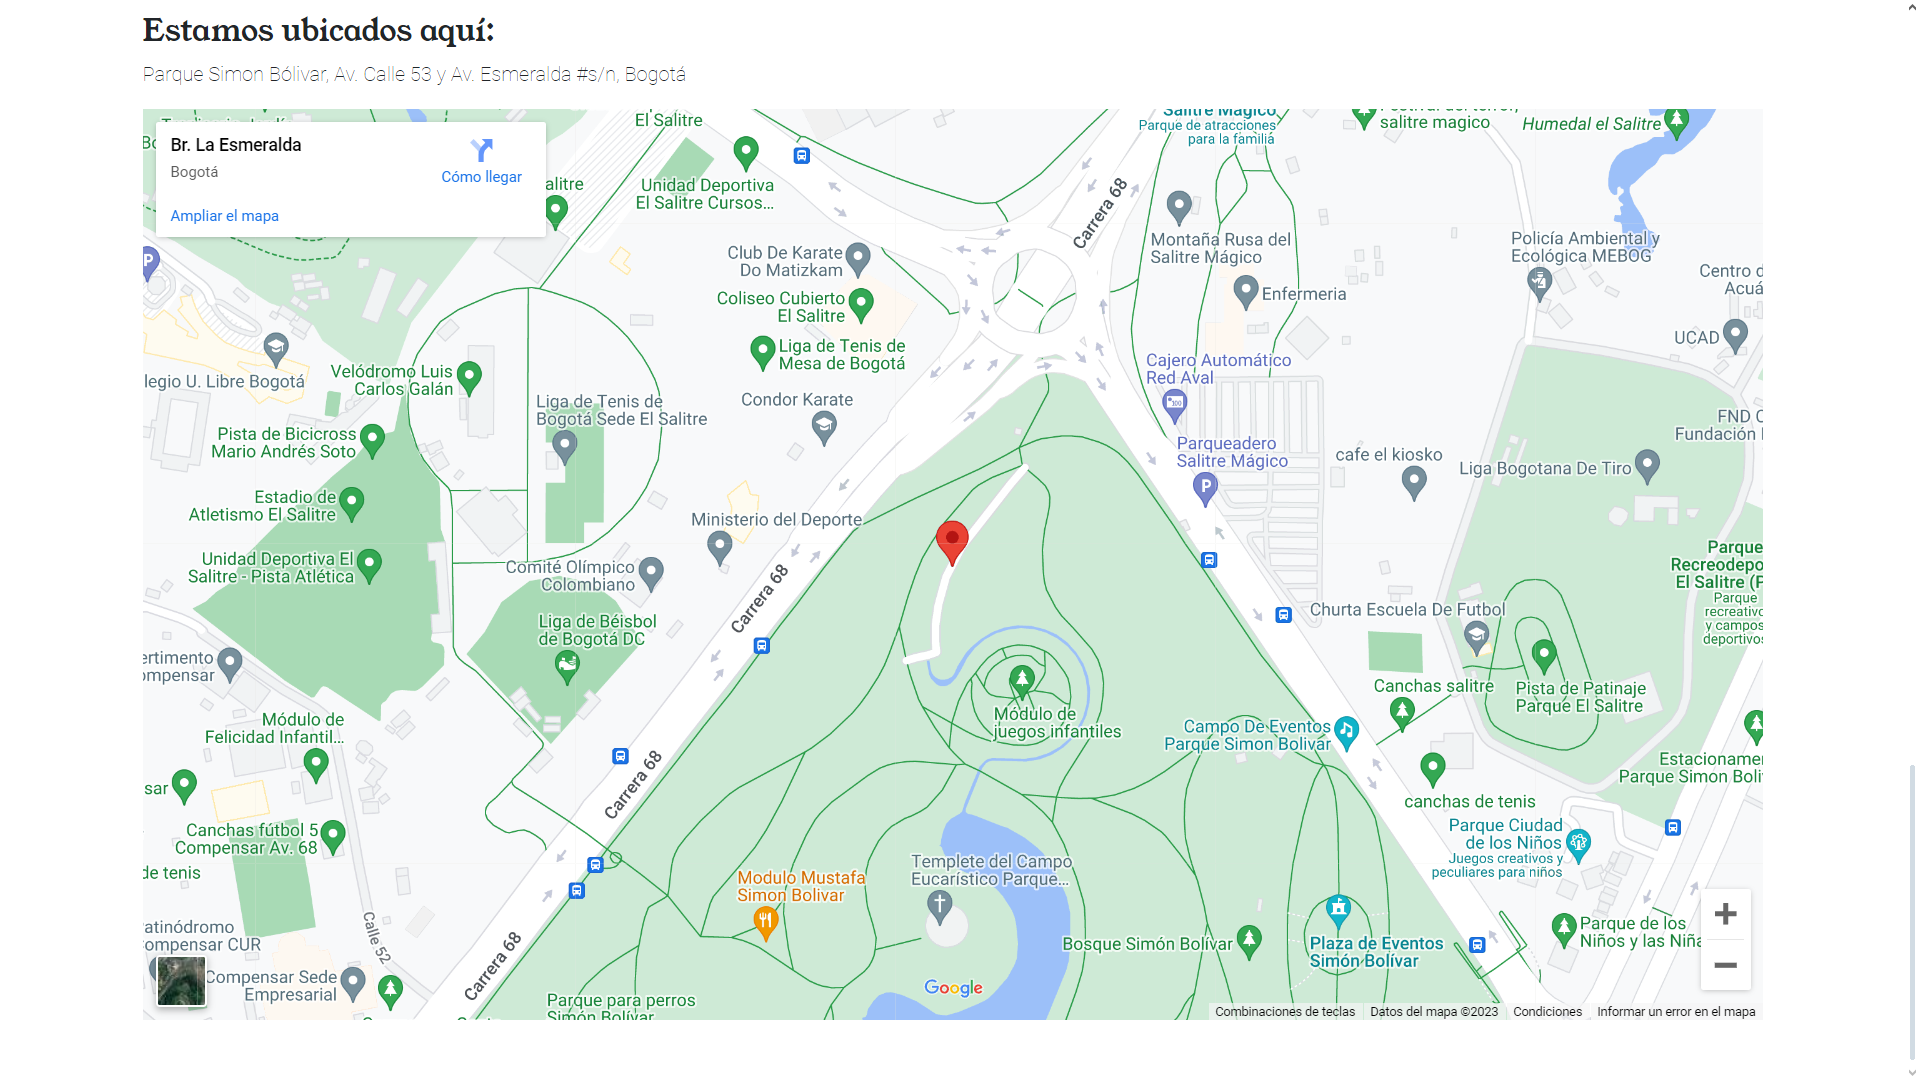 Estamos ubicados aquí:
Parque Simon Bólivar, Av. Calle 53 y Av. Esmeralda #s/n, Bogotá
Br. La Esmeralda
Bogotá
Cómo llegar
Ampliar el mapa
El Salitre
Salitre Mágico
Parque de atracciones
para la familia
salitre magico
Humedal el Salitre
alitre
Unidad Deportiva
El Salitre Cursos...
Carrera 68
Club De Karate
Do Matizkam
Montaña Rusa del
Salitre Mágico
Policía Ambiental y
Ecológica MEBOG
Centro d
Acuá
P
Coliseo Cubierto
El Salitre
Enfermeria
UCAD
Liga de Tenis de
Mesa de Bogotá
legio U. Libre Bogotá
Velódromo Luis
Carlos Galán
Cajero Automático
Red Aval
Liga de Tenis de
Bogotá Sede El Salitre
Condor Karate
FND C
Fundación
Pista de Bicicross
Mario Andrés Soto
Parqueadero
Salitre Mágico
P
cafe el kiosko
Liga Bogotana De Tiro
Estadio de
Atletismo El Salitre
Ministerio del Deporte
Unidad Deportiva El
Salitre - Pista Atlética
Comité Olímpico
Colombiano
Carrera 68
Parque
Recreodepo
El Salitre (P
Parque
recreativo
y campos
deportivos
Liga de Béisbol
de Bogotá DC
Churta Escuela De Futbol
ertimento
ompensar
Canchas salitre
Pista de Patinaje
Parque El Salitre
Módulo de
Felicidad Infantil...
Módulo de
juegos infantiles
Campo De Eventos
Parque Simon Bolivar
Estacionamen
Parque Simon Boli
sar
Carrera 68
canchas de tenis
Canchas fútbol 5
Compensar Av. 68
Parque Ciudad
de los Niños
Juegos creativos y
peculiares para niños
de tenis
Modulo Mustafa
Simon Bolivar
Templete del Campo
Eucarístico Parque...
atinódromo
ompensar CUR
Calle 52
Carrera 68
Bosque Simón Bolívar
Plaza de Eventos
Simón Bolívar
Parque de los
Niños y las Niña
Compensar Sede
Empresarial
Parque para perros
Simón Bolívar
Google
Combinaciones de teclas
Datos del mapa ©2023
Condiciones
Informar un error en el mapa